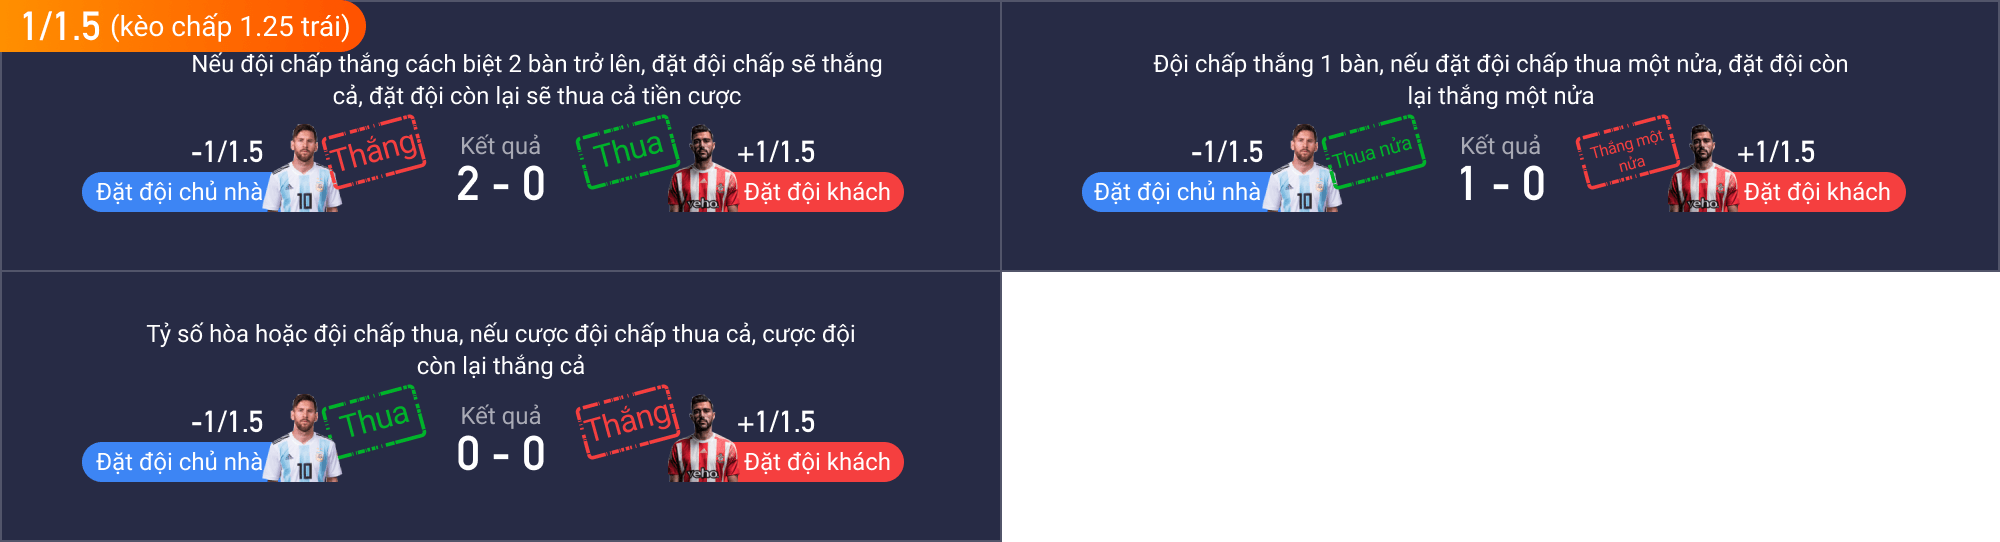 1/1.5 (kèo chấp 1.25 trái)
Nếu đội chấp thắng cách biệt 2 bàn trở lên, đặt đội chấp sẽ thắng
cả, đặt đội còn lại sẽ thua cả tiền cược
-1/1.5
Đặt đội chủ nhà
10
Thắng
Kết quả
2 - 0
Thua
veho
+1/1.5
Đặt đội khách
Đội chấp thắng 1 bàn, nếu đặt đội chấp thua một nửa, đặt đội còn
lại thắng một nửa
-1/1.5
Đặt đội chủ nhà
10
Thua nửa
Kết quả
1 - 0
Thắng một
nửa
veho
+1/1.5
Đặt đội khách
Tỷ số hòa hoặc đội chấp thua, nếu cược đội chấp thua cả, cược đội
còn lại thắng cả
-1/1.5
Đặt đội chủ nhà
10
Thua
Kết quả
0 - 0
Thắng
veho
+1/1.5
Đặt đội khách